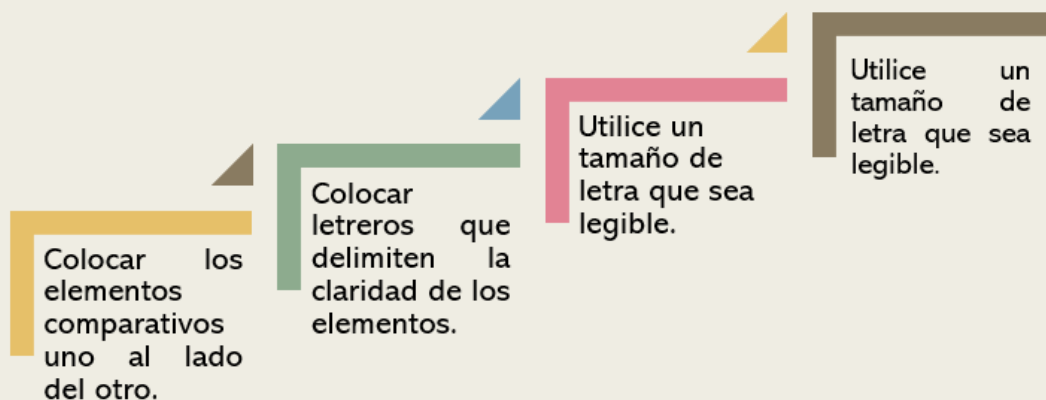 Colocar los
elementos
comparativos
uno al lado
del otro.
Colocar
letreros que
delimiten la
claridad de los
elementos.
Utilice un
tamaño de
letra que sea
legible.
Utilice un
tamaño de
letra que sea
legible.